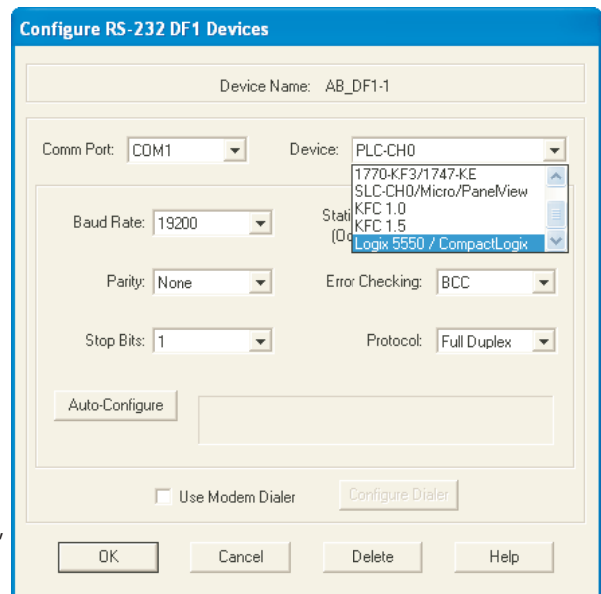 Configure RS-232 DF1 Devices
Device Name: AB_DF1-1
Comm Port: COM1 Device: PLC-CH0
1770-KF3/1747-KE
SLC-CH0/Micro/PanelView
KFC 1.0
KFC 1.5
Logix 5550 / CompactLogix
Baud Rate: 19200 Stati
(Oc
Parity: None Error Checking: BCC
Stop Bits: 1 Protocol: Full Duplex
Auto-Configure
Use Modem Dialer Configure Dialer
OK Cancel Delete Help